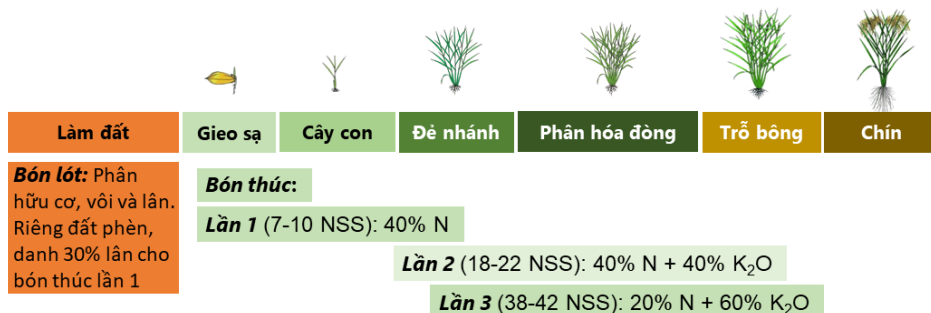 Làm đất
Gieo sạ
Cây con
Đẻ nhánh
Phân hóa đòng
Trỗ bông
Chín
Bón lót: Phân
hữu cơ, vôi và lân.
Riêng đất phèn,
danh 30% lân cho
bón thúc lần 1
Bón thúc:
Lần 1 (7-10 NSS): 40% N
Lần 2 (18-22 NSS): 40% N + 40% K₂O
Lần 3 (38-42 NSS): 20% N + 60% K₂O